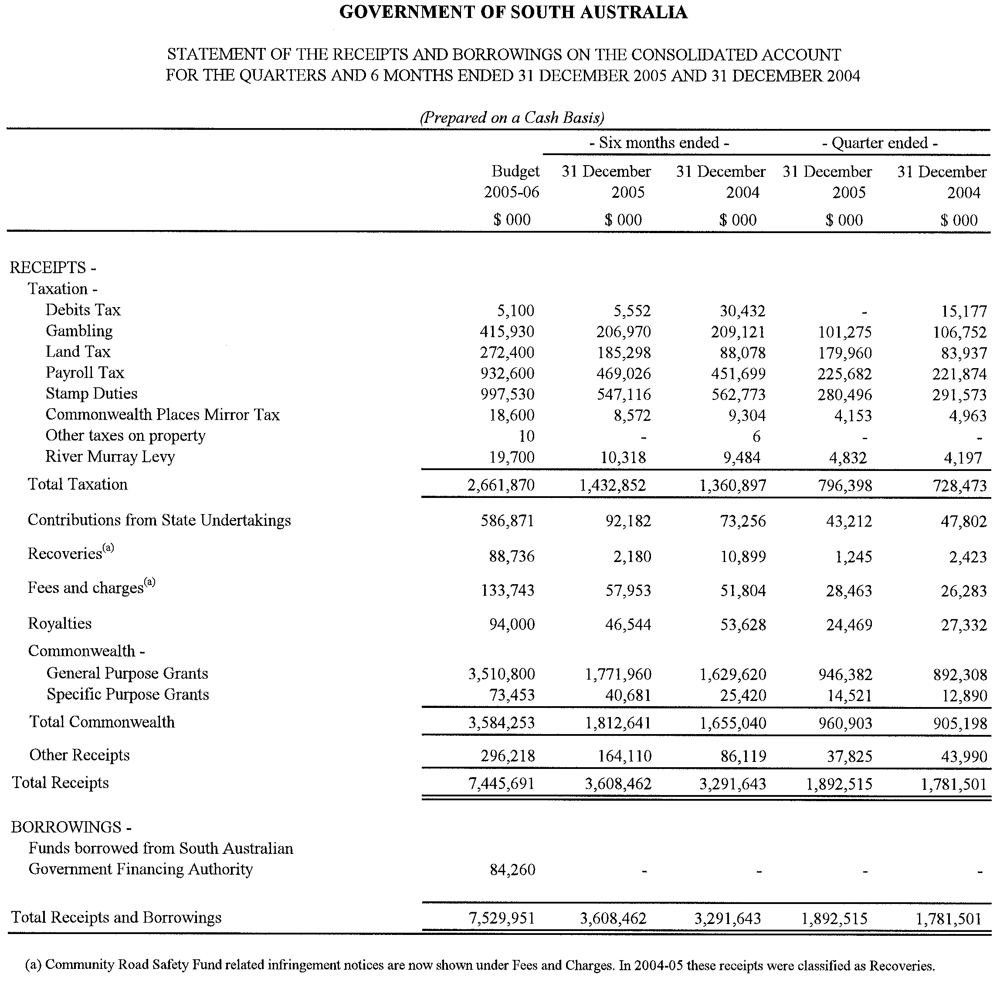 GOVERNMENT OF SOUTH AUSTRALIA
STATEMENT OF THE RECEIPTS AND BORROWINGS ON THE CONSOLIDATED ACCOUNT
FOR THE QUARTERS AND 6 MONTHS ENDED 31 DECEMBER 2005 AND 31 DECEMBER 2004
(Prepared on a Cash Basis)
- Six months ended - - Quarter ended -
Budget 31 December 31 December 31 December 31 December
2005-06 2005 2004 2005 2004
$ 000 $ 000 $ 000 $ 000 $ 000
RECEIPTS -
Taxation -
Debits Tax 5,100 5,552 30,432 - 15,177
Gambling 415,930 206,970 209,121 101,275 106,752
Land Tax 272,400 185,298 88,078 179,960 83,937
Payroll Tax 932,600 469,026 451,699 225,682 221,874
Stamp Duties 997,530 547,116 562,773 280,496 291,573
Commonwealth Places Mirror Tax 18,600 8,572 9,304 4,153 4,963
Other taxes on property 10 - 6 - -
River Murray Levy 19,700 10,318 9,484 4,832 4,197
Total Taxation 2,661,870 1,432,852 1,360,897 796,398 728,473
Contributions from State Undertakings 586,871 92,182 73,256 43,212 47,802
Recoveries(a) 88,736 2,180 10,899 1,245 2,423
Fees and charges(a) 133,743 57,953 51,804 28,463 26,283
Royalties 94,000 46,544 53,628 24,469 27,332
Commonwealth -
General Purpose Grants 3,510,800 1,771,960 1,629,620 946,382 892,308
Specific Purpose Grants 73,453 40,681 25,420 14,521 12,890
Total Commonwealth 3,584,253 1,812,641 1,655,040 960,903 905,198
Other Receipts 296,218 164,110 86,119 37,825 43,990
Total Receipts 7,445,691 3,608,462 3,291,643 1,892,515 1,781,501
BORROWINGS -
Funds borrowed from South Australian
Government Financing Authority 84,260 - - - -
Total Receipts and Borrowings 7,529,951 3,608,462 3,291,643 1,892,515 1,781,501
(a) Community Road Safety Fund related infringement notices are now shown under Fees and Charges. In 2004-05 these receipts were classified as Recoveries.